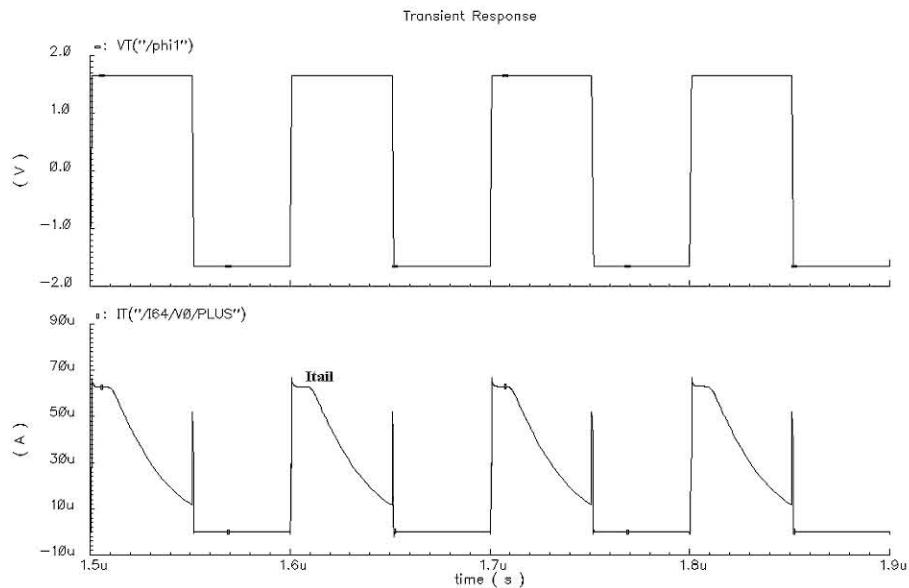 Transient Response
▫: VT("/phi1")
2.0
1.0
0.0
-1.0
-2.0
(V)
▫: IT("/I64/V0/PLUS")
90u
70u
50u
30u
10u
-10u
(A)
Itail
1.5u 1.6u 1.7u 1.8u 1.9u
time (s)